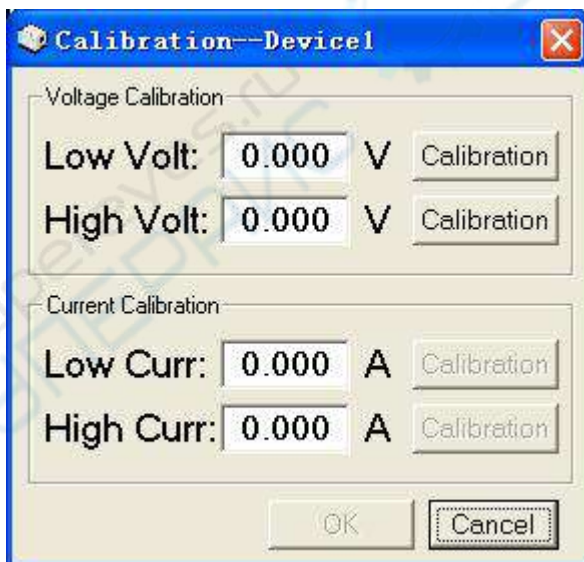 Calibration--Device1
Voltage Calibration
Low Volt: 0.000 V Calibration
High Volt: 0.000 V Calibration
Current Calibration
Low Curr: 0.000 A Calibration
High Curr: 0.000 A Calibration
OK Cancel